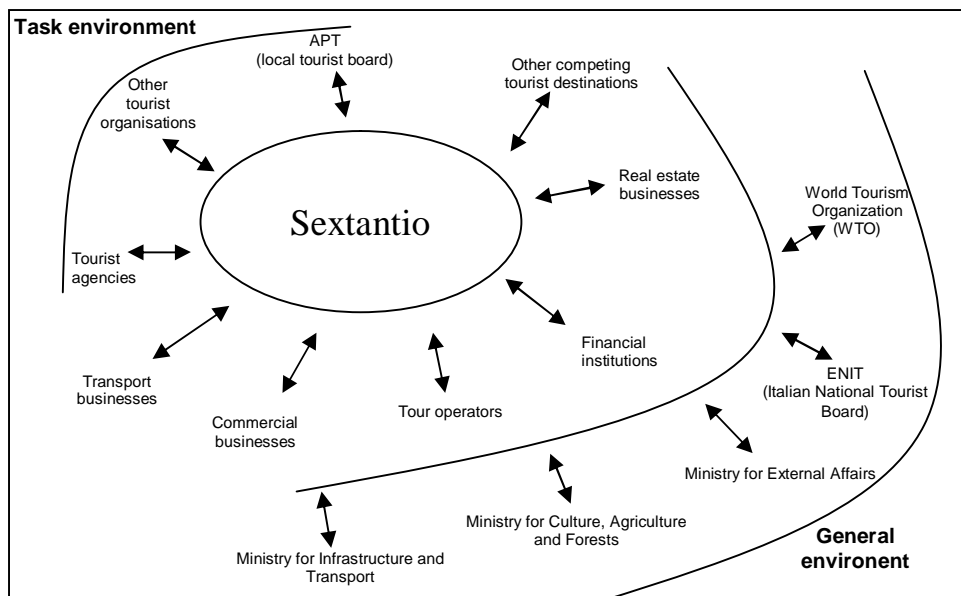 Task environment
APT
(local tourist board)
Other competing
tourist destinations
Other
tourist
organisations
Real estate
businesses
World Tourism
Organization
(WTO)
Sextantio
Tourist
agencies
Financial
institutions
ENIT
(Italian National Tourist
Board)
Transport
businesses
Commercial
businesses
Tour operators
Ministry for External Affairs
Ministry for Culture, Agriculture
and Forests
General
environent
Ministry for Infrastructure and
Transport